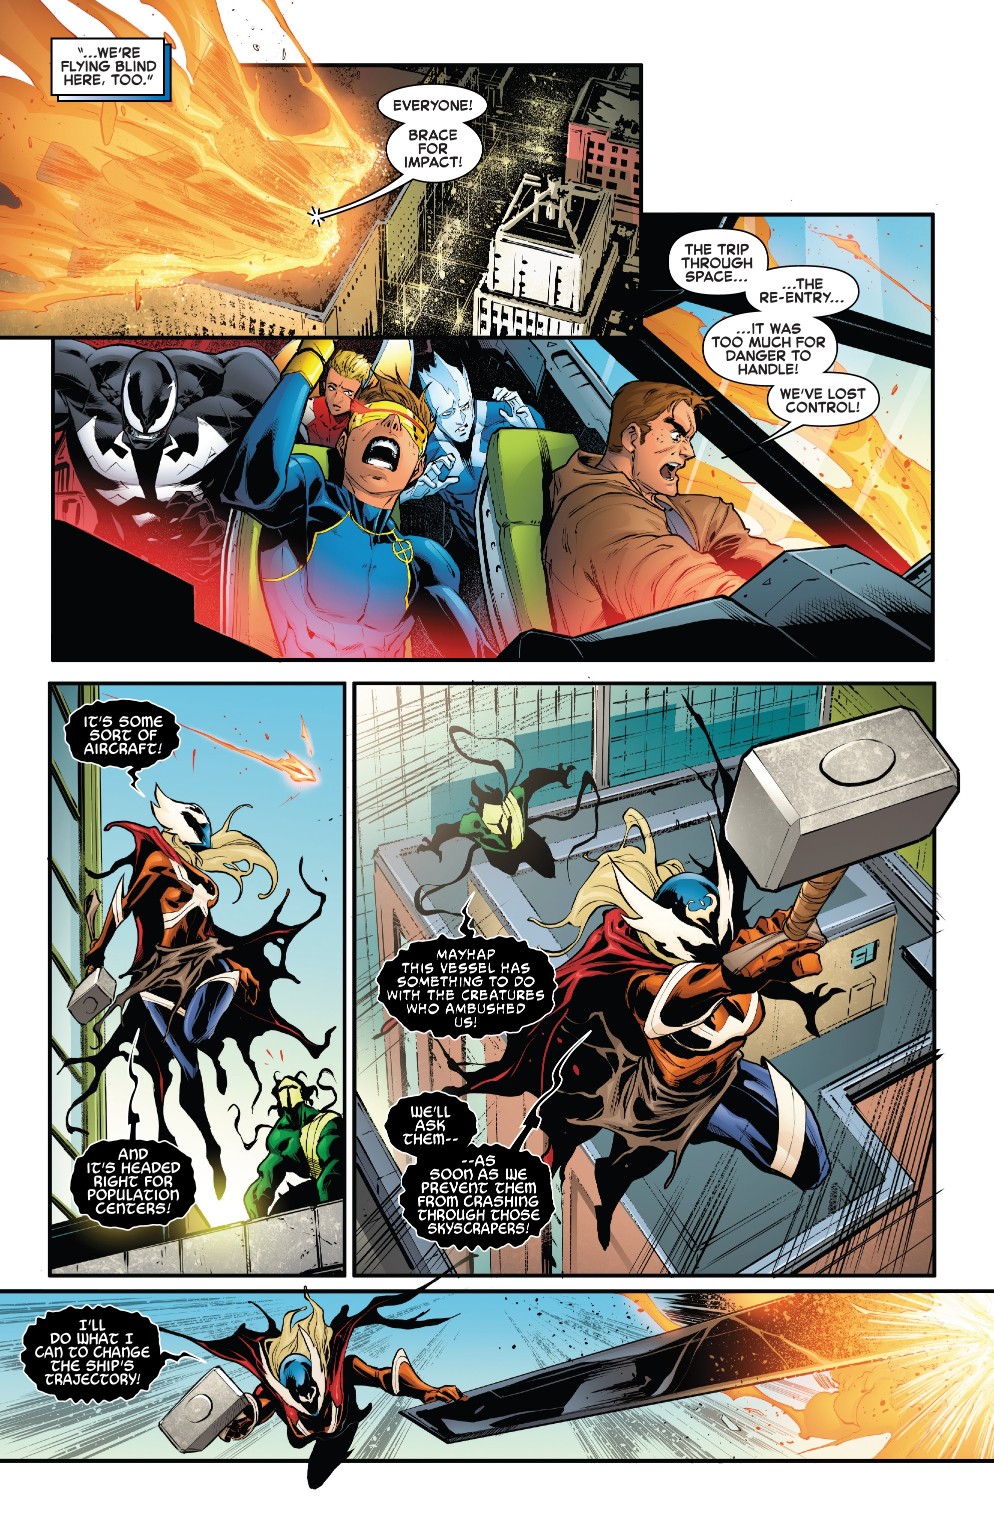 "...WE'RE
FLYING BLIND
HERE, TOO."
EVERYONE!
BRACE
FOR
IMPACT!
THE TRIP
THROUGH
SPACE...
...THE
RE-ENTRY...
...IT WAS
TOO MUCH FOR
DANGER TO
HANDLE!
WE'VE LOST
CONTROL!
IT'S SOME
SORT OF
AIRCRAFT!
AND
IT'S HEADED
RIGHT FOR
POPULATION
CENTERS!
MAYHAP
THIS VESSEL HAS
SOMETHING TO DO
WITH THE CREATURES
WHO AMBUSHED
US!
WE'LL
ASK
THEM--
--AS
SOON AS WE
PREVENT THEM
FROM CRASHING
THROUGH THOSE
SKYSCRAPERS!
I'LL
DO WHAT I
CAN TO CHANGE
THE SHIP'S
TRAJECTORY!